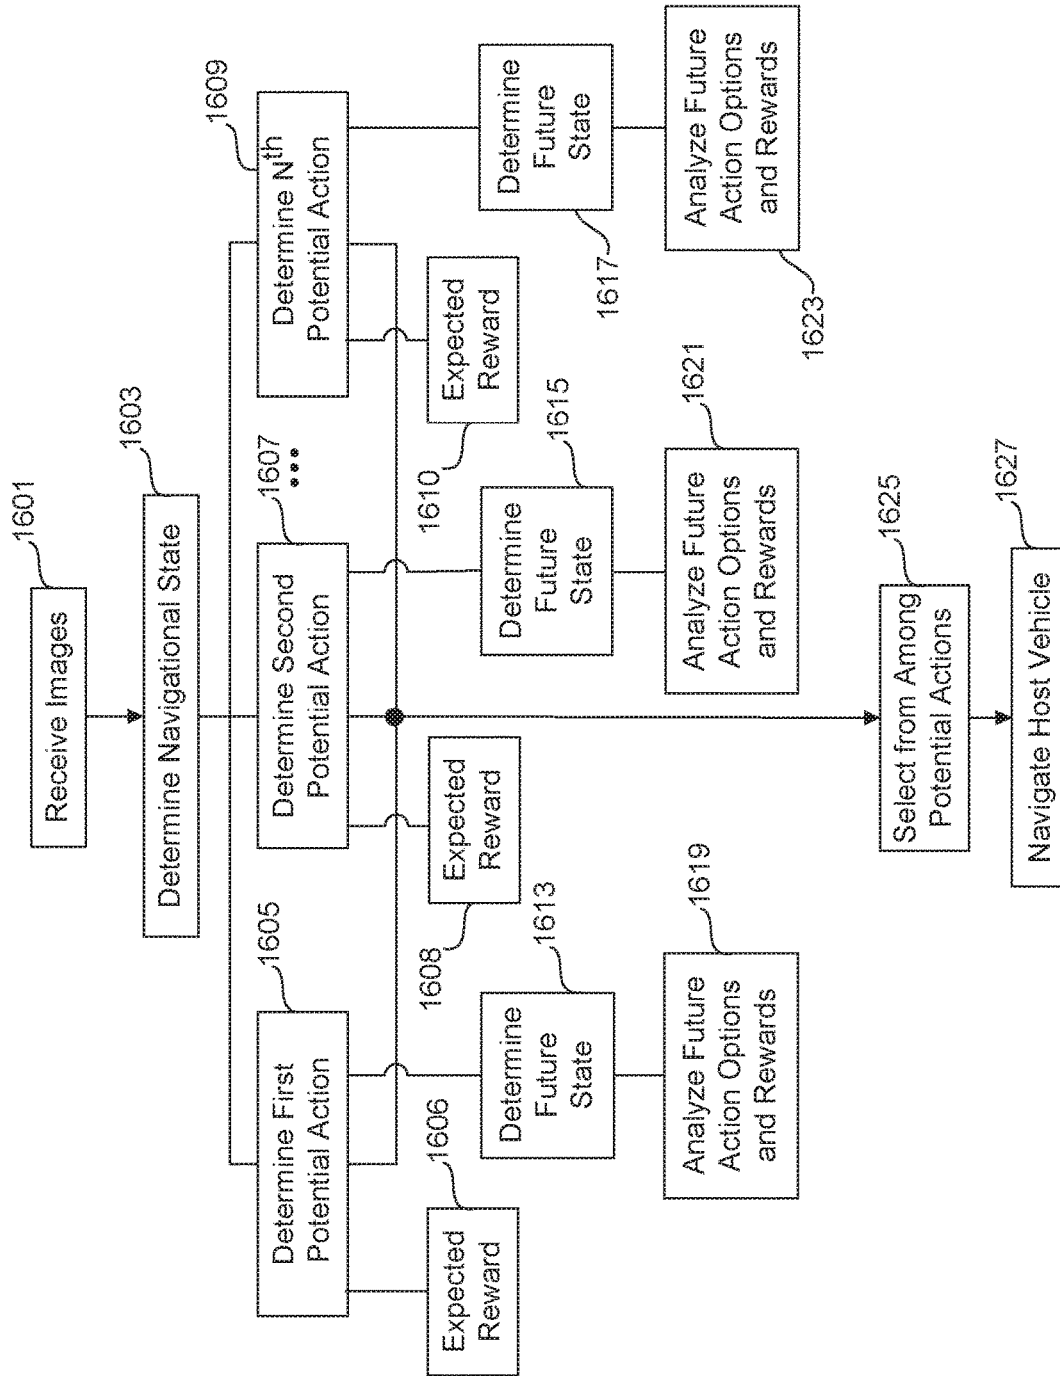 1601
Receive Images
1603
Determine Navigational State
1605
Determine First
Potential Action
1607
Determine Second
Potential Action
•••
1609
Determine Nth
Potential Action
1606
Expected
Reward
1608
Expected
Reward
1610
Expected
Reward
1613
Determine
Future
State
1615
Determine
Future
State
1617
Determine
Future
State
1619
Analyze Future
Action Options
and Rewards
1621
Analyze Future
Action Options
and Rewards
1623
Analyze Future
Action Options
and Rewards
1625
Select from Among
Potential Actions
1627
Navigate Host Vehicle